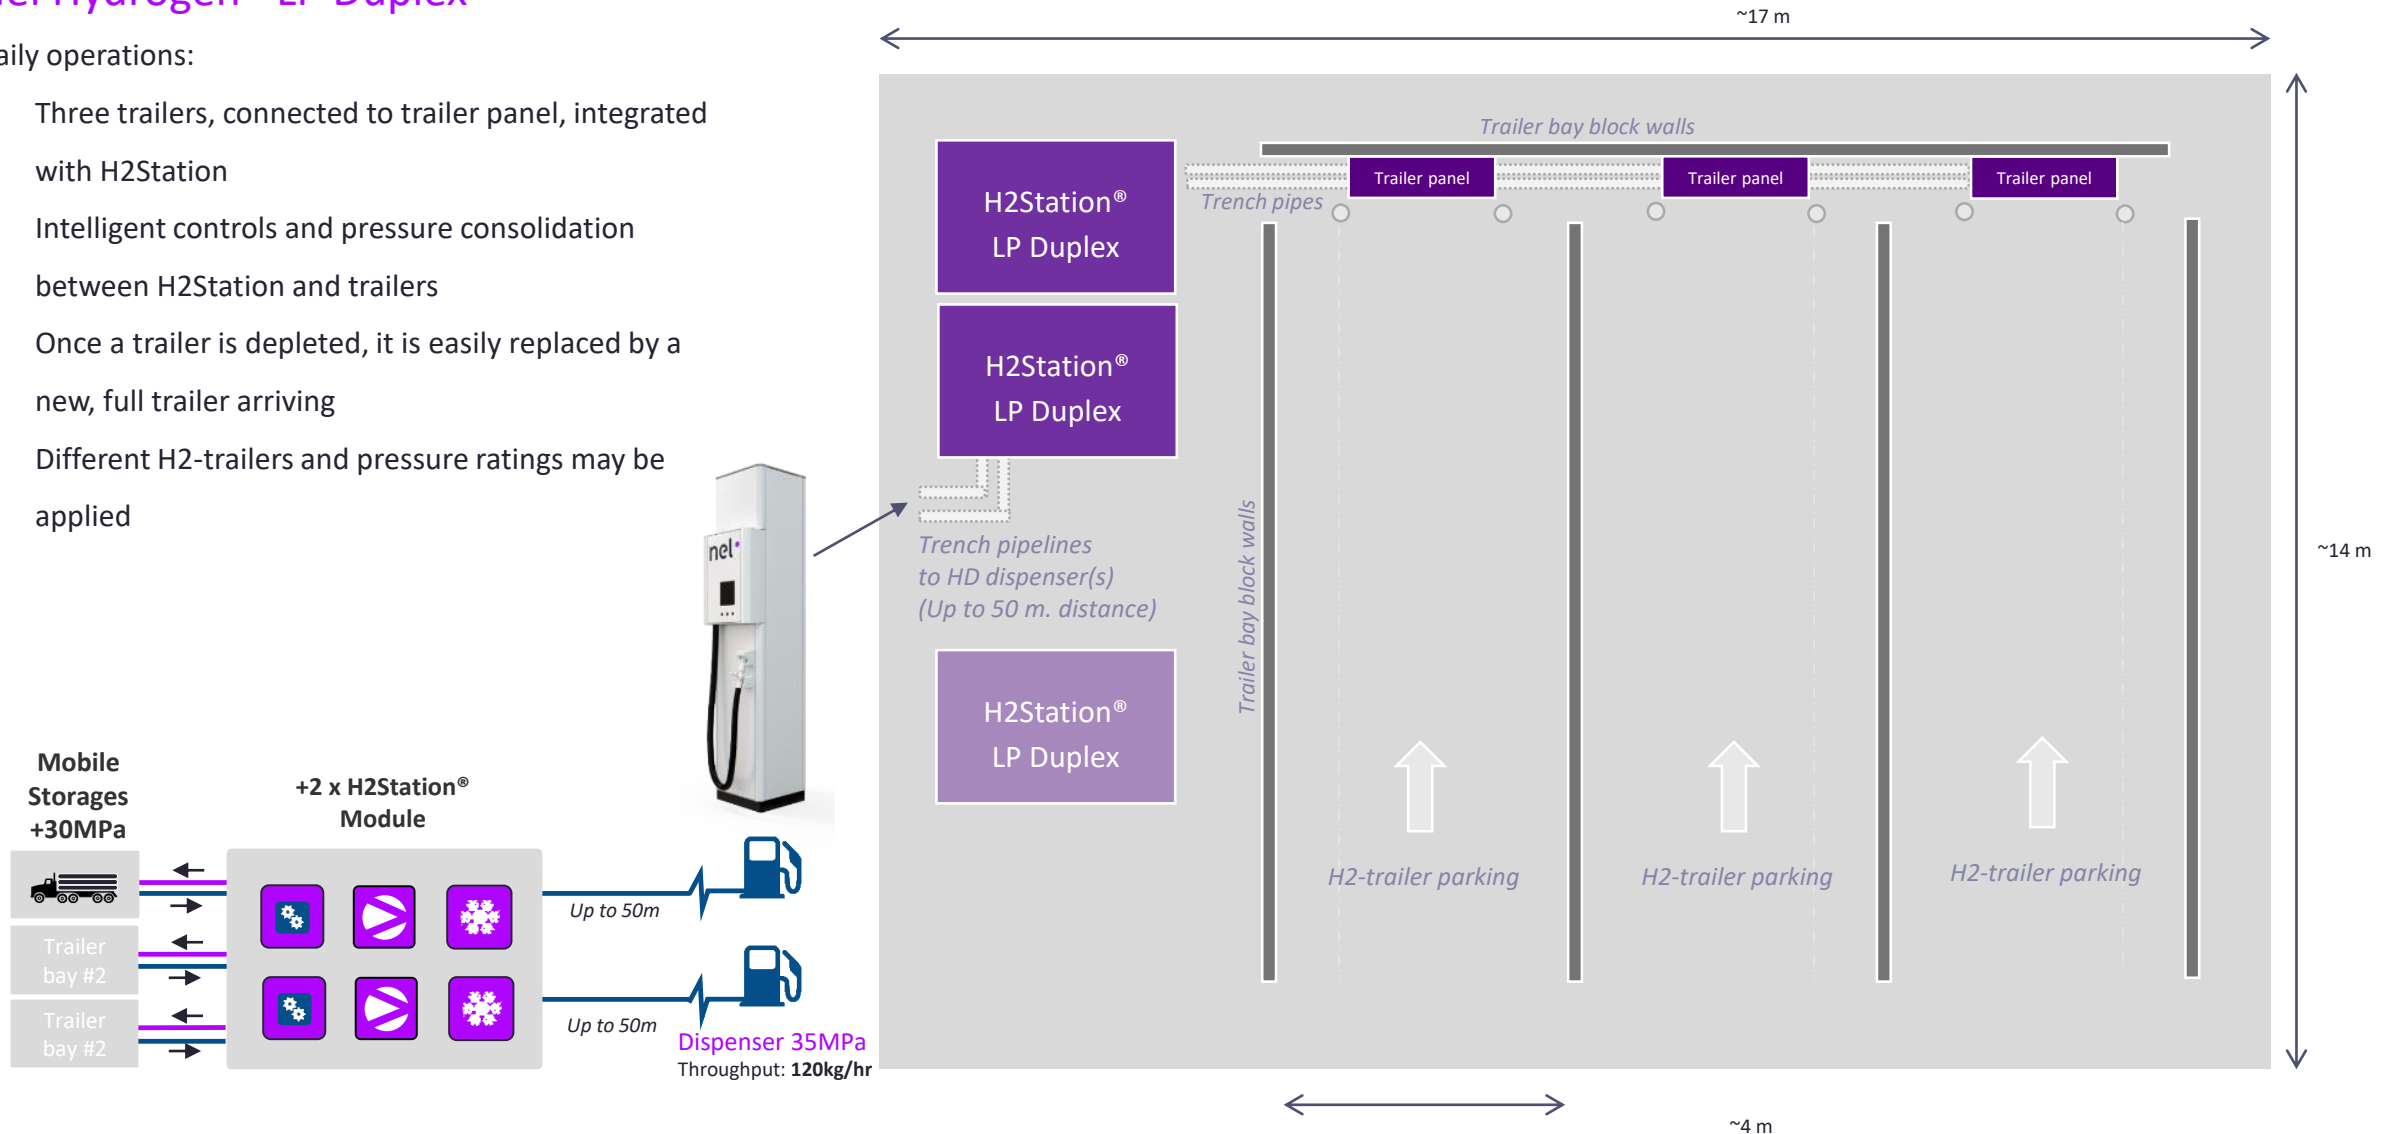 ~17 m
aily operations:
Three trailers, connected to trailer panel, integrated
with H2Station
Intelligent controls and pressure consolidation
between H2Station and trailers
Once a trailer is depleted, it is easily replaced by a
new, full trailer arriving
Different H2-trailers and pressure ratings may be
applied
nel
Mobile
Storages
+30MPa
+2 x H2Station®
Module
Trailer
bay #2
Trailer
bay #2
Up to 50m
Up to 50m
Dispenser 35MPa
Throughput: 120kg/hr
H2Station®
LP Duplex
H2Station®
LP Duplex
Trench pipelines
to HD dispenser(s)
(Up to 50 m. distance)
H2Station®
LP Duplex
Trailer bay block walls
Trailer panel
Trailer panel
Trailer panel
Trench pipes
Trailer bay block walls
H2-trailer parking
H2-trailer parking
H2-trailer parking
~14 m
~4 m